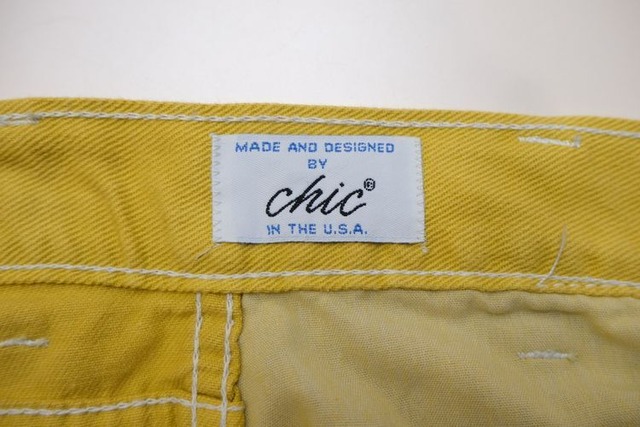 MADE AND DESIGNED
BY
chic®
IN THE U.S.A.